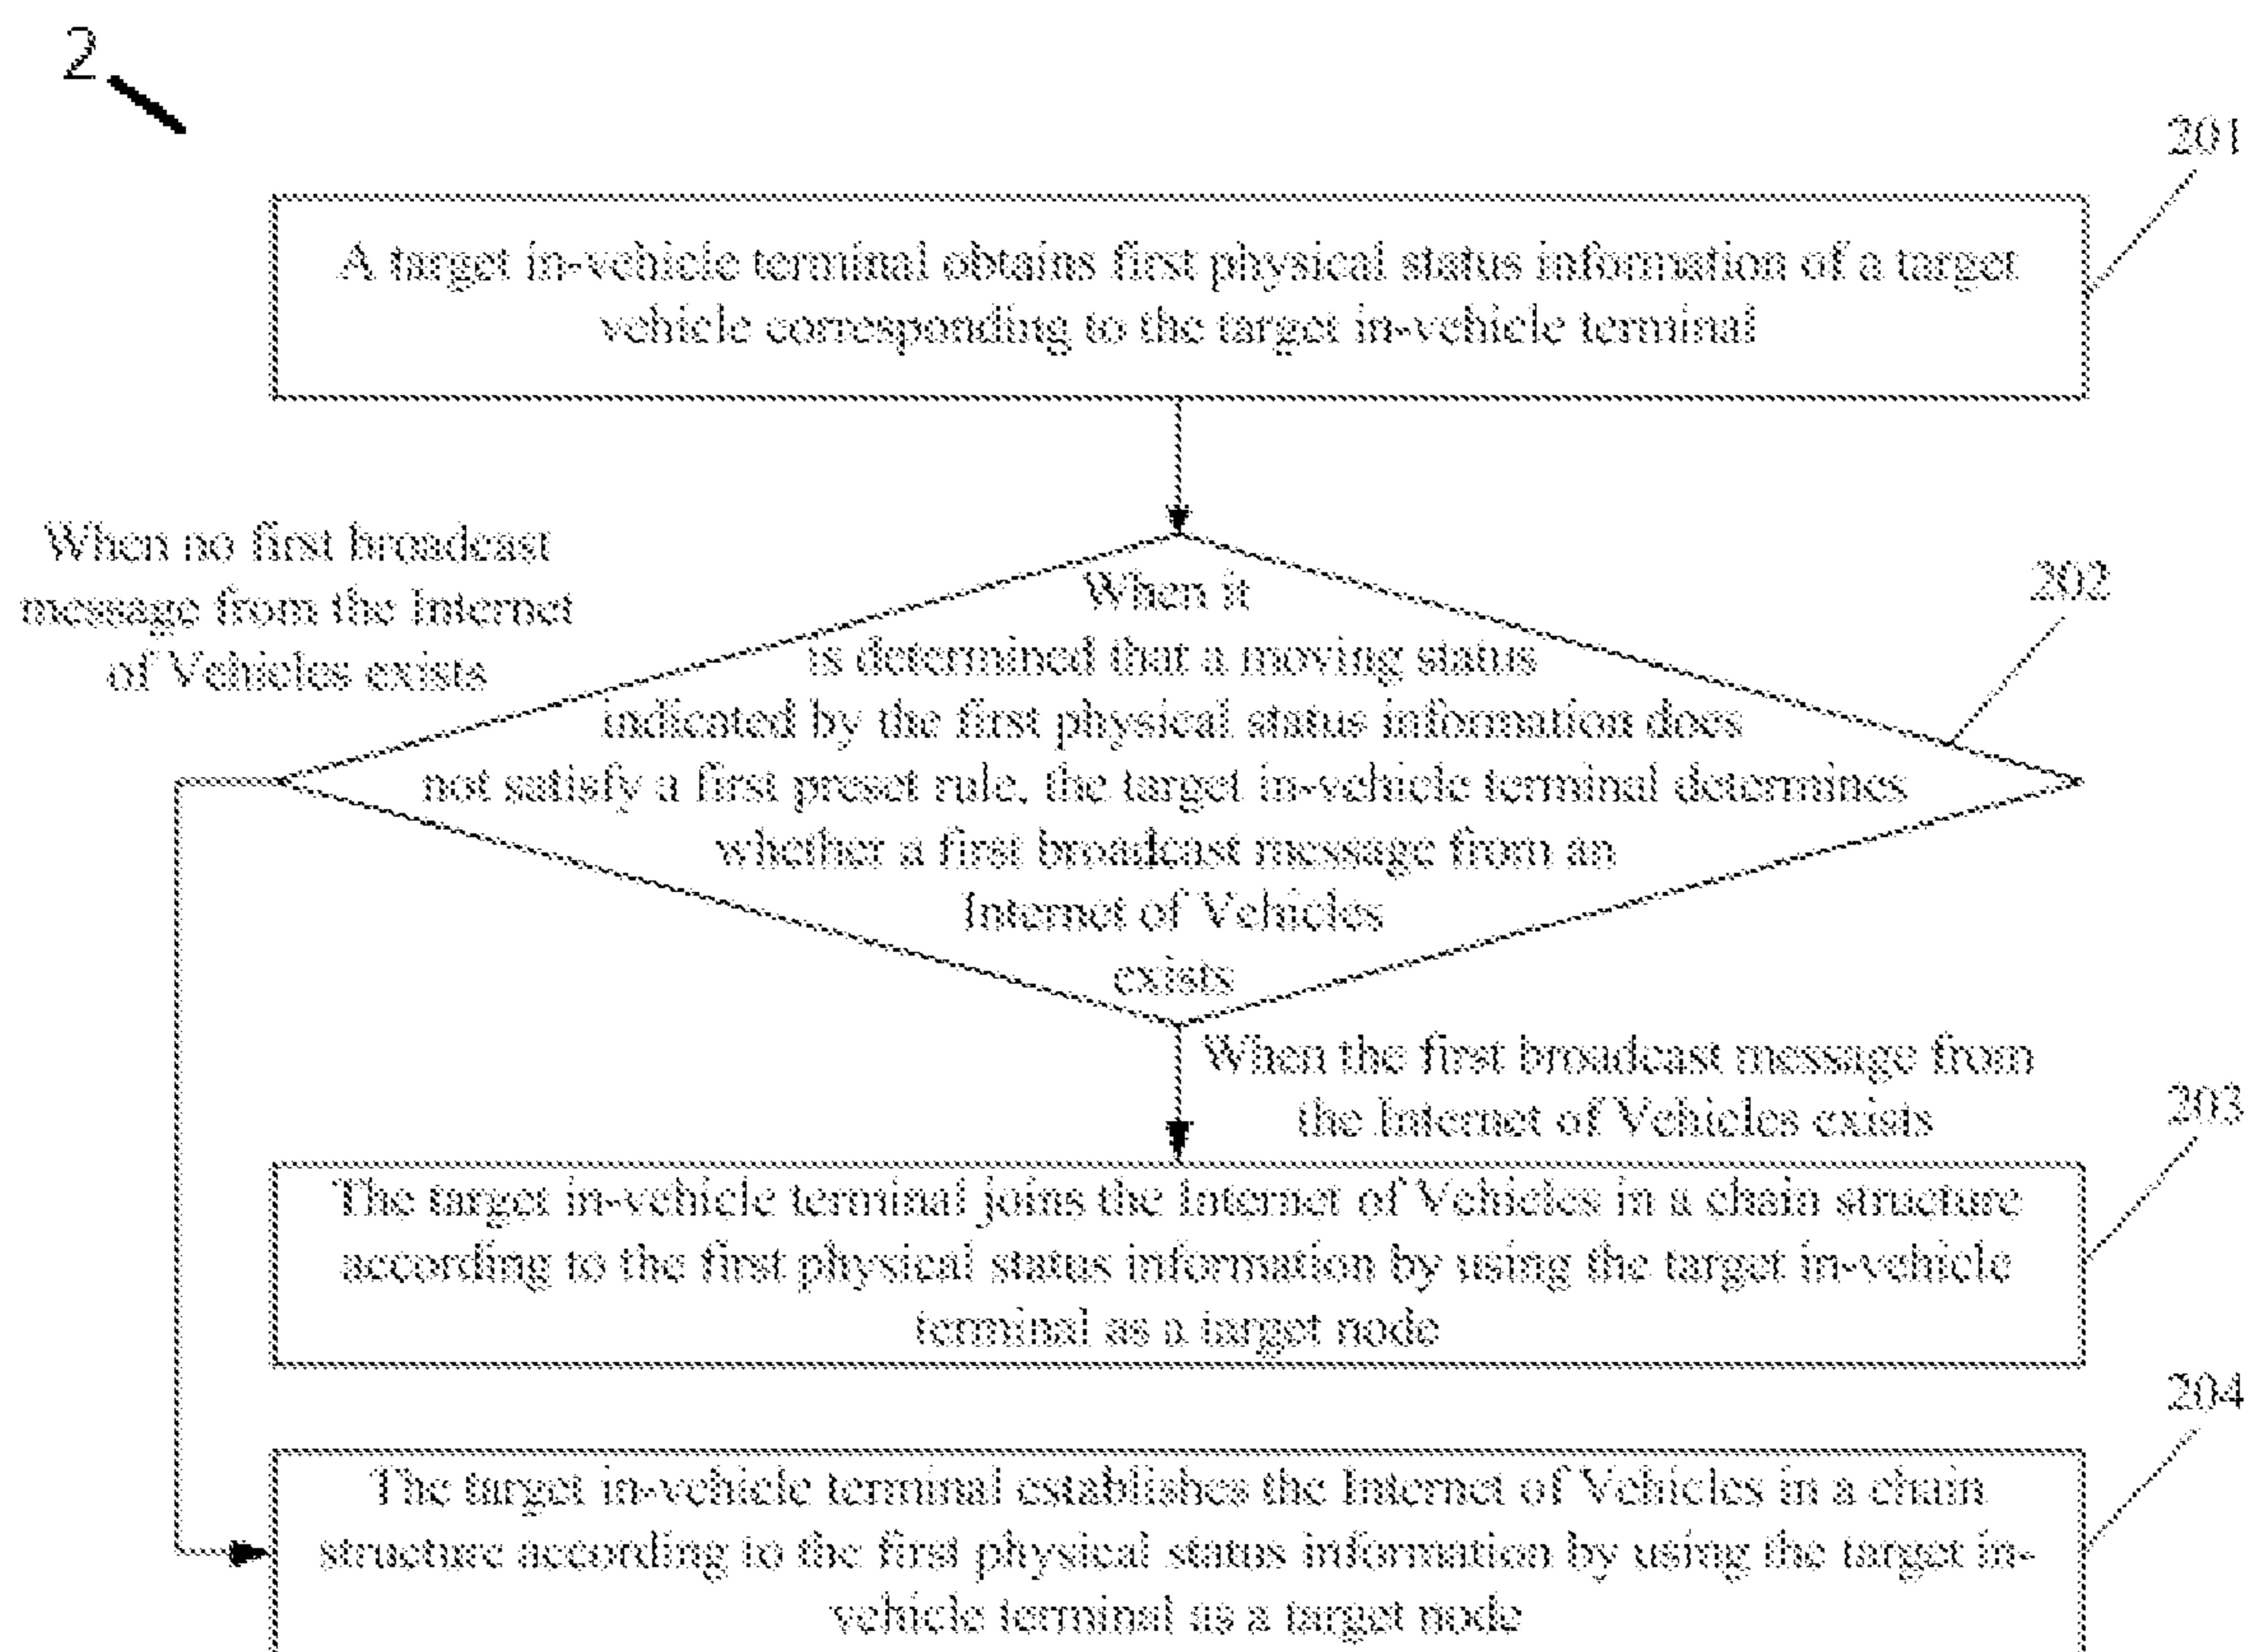 2
201
A target in-vehicle terminal obtains first physical status information of a target
vehicle corresponding to the target in-vehicle terminal
When no first broadcast
message from the Internet
of Vehicles exists
202
When it
is determined that a moving status
indicated by the first physical status information does
not satisfy a first preset rule, the target in-vehicle terminal determines
whether a first broadcast message from an
Internet of Vehicles
exists
When the first broadcast message from
the Internet of Vehicles exists
203
The target in-vehicle terminal joins the Internet of Vehicles in a chain structure
according to the first physical status information by using the target in-vehicle
terminal as a target node
204
The target in-vehicle terminal establishes the Internet of Vehicles in a chain
structure according to the first physical status information by using the target in-
vehicle terminal as a target node